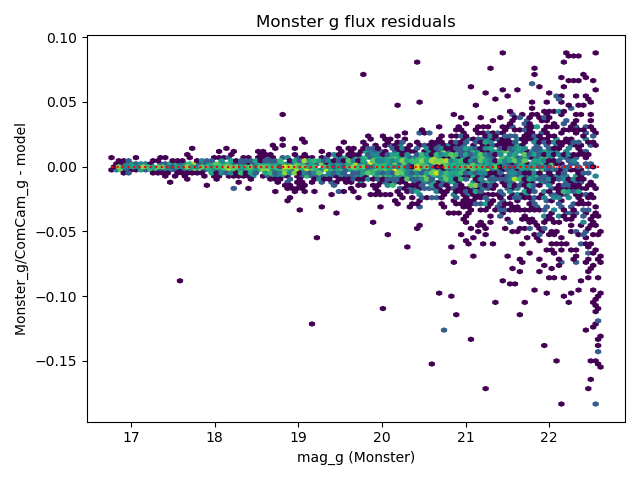 Monster g flux residuals
Monster_g/ComCam_g - model
0.10
0.05
0.00
−0.05
−0.10
−0.15
17 18 19 20 21 22
mag_g (Monster)